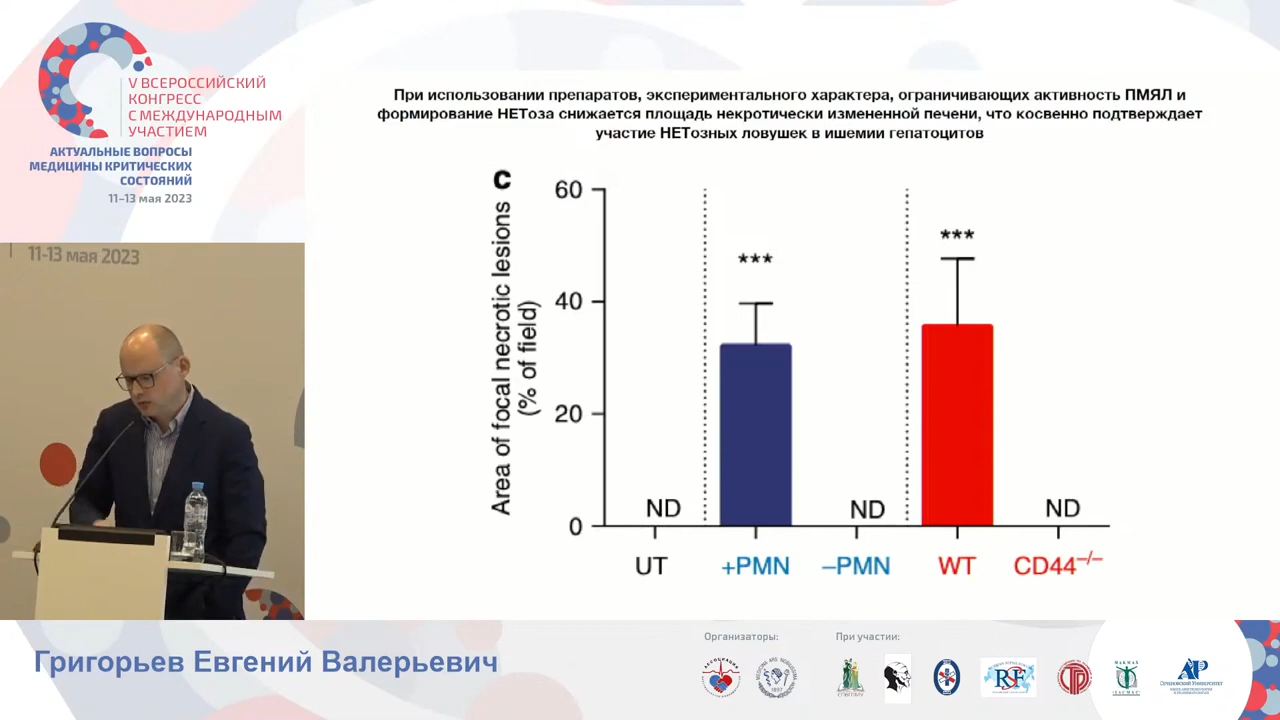 V ВСЕРОССИЙСКИЙ
КОНГРЕСС
С МЕЖДУНАРОДНЫМ
УЧАСТИЕМ
АКТУАЛЬНЫЕ ВОПРОСЫ
МЕДИЦИНЫ КРИТИЧЕСКИХ
СОСТОЯНИЙ
11–13 мая 2023
11-13 мая 2023
При использовании препаратов, экспериментального характера, ограничивающих активность ПМЯЛ и
формирование НЕТоза снижается площадь некротически измененной печени, что косвенно подтверждает
участие НЕТозных ловушек в ишемии гепатоцитов
c
Area of focal necrotic lesions
(% of field)
60
40
20
0
***
***
ND
ND
ND
UT
+PMN
–PMN
WT
CD44–/–
Григорьев Евгений Валерьевич
Организаторы:
При участии:
АССОЦИАЦИЯ
RSF